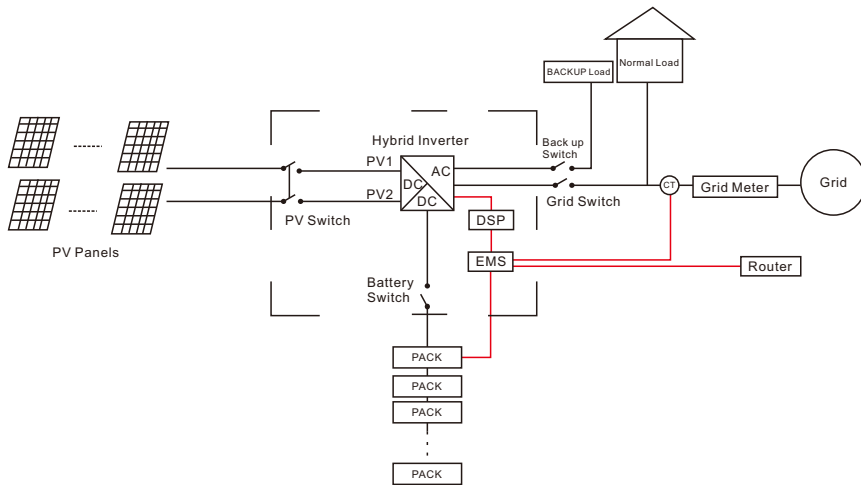 BACKUP Load
Normal Load
Hybrid Inverter
Back up
Switch
PV1
AC
DC
DC
PV2
CT
Grid Meter
Grid
PV Switch
Grid Switch
DSP
PV Panels
EMS
Router
Battery
Switch
PACK
PACK
PACK
PACK